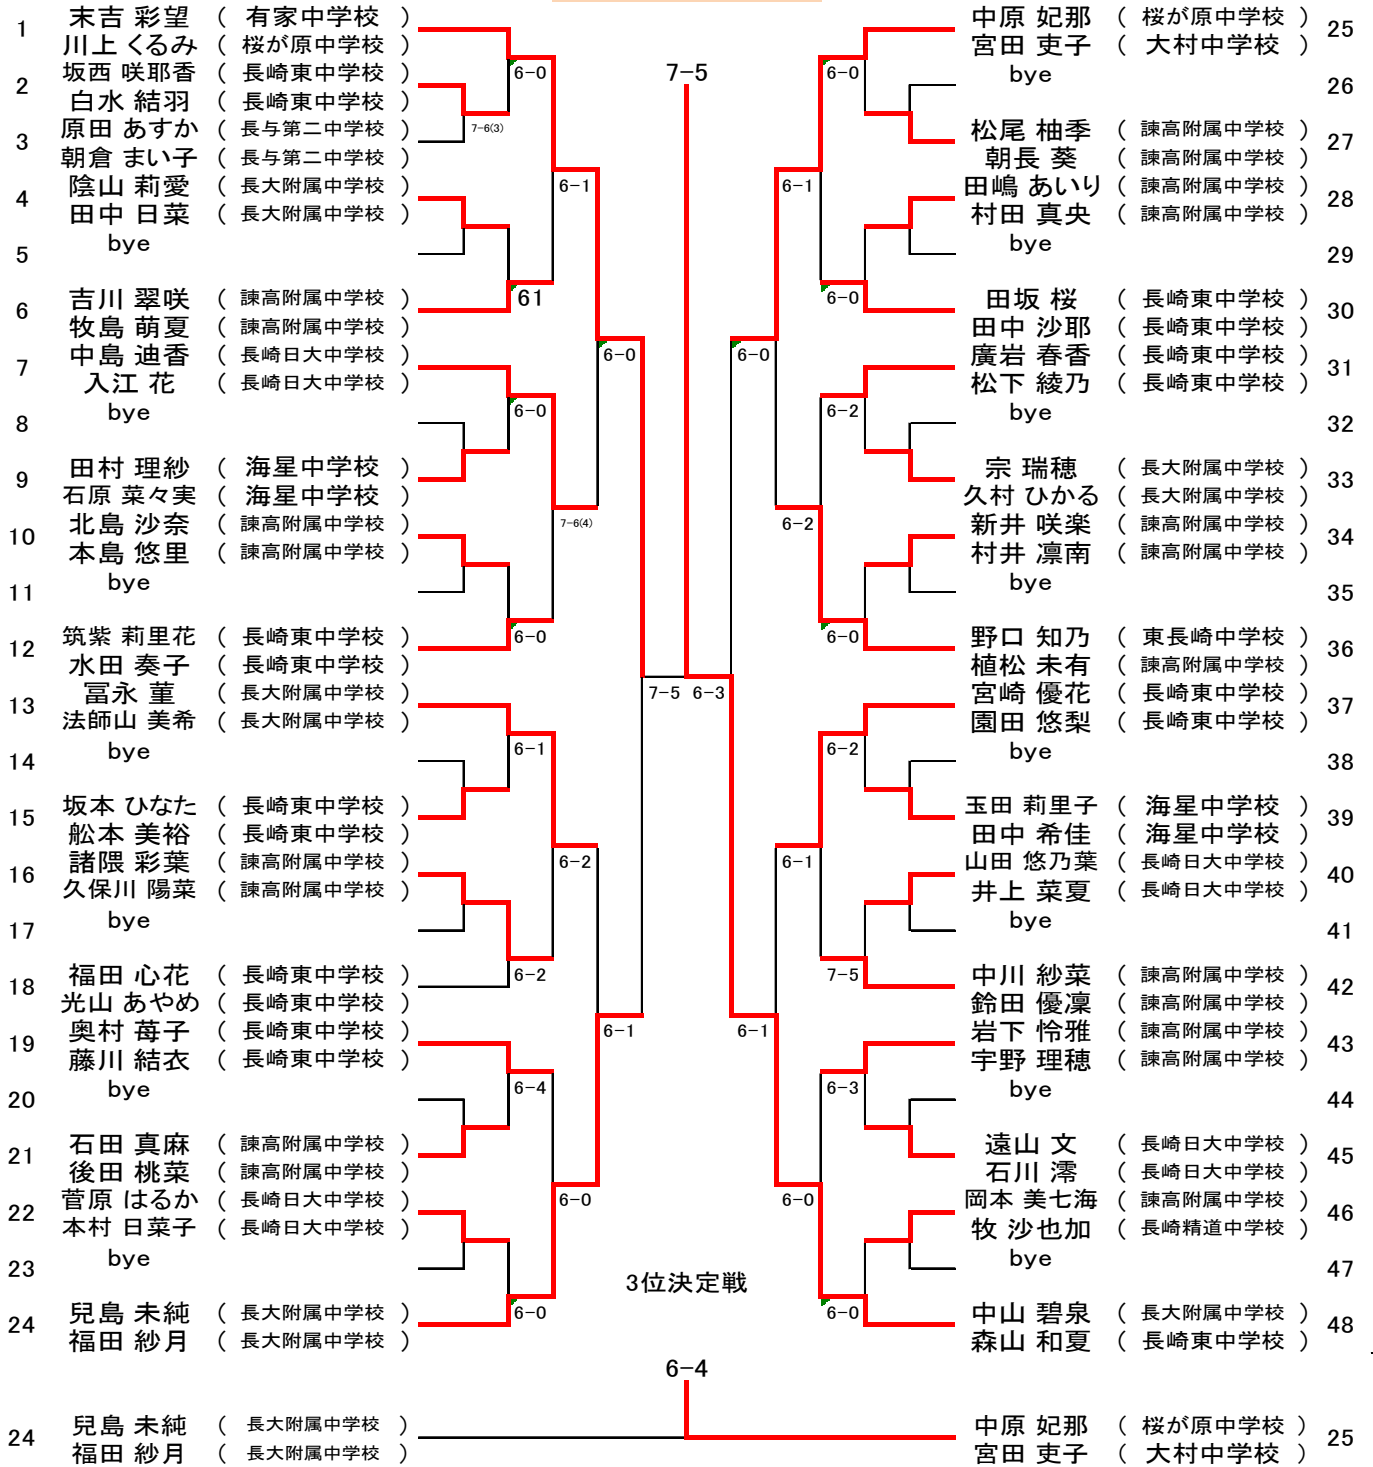 1 末吉 彩望 ( 有家中学校 )
川上 くるみ ( 桜が原中学校 )
2 坂西 咲耶香 ( 長崎東中学校 )
白水 結羽 ( 長崎東中学校 )
3 原田 あすか ( 長与第二中学校 )
朝倉 まい子 ( 長与第二中学校 )
4 陰山 莉愛 ( 長大附属中学校 )
田中 日菜 ( 長大附属中学校 )
5 bye
6 吉川 翠咲 ( 諫高附属中学校 )
牧島 萌夏 ( 諫高附属中学校 )
7 中島 迪香 ( 長崎日大中学校 )
入江 花 ( 長崎日大中学校 )
8 bye
9 田村 理紗 ( 海星中学校 )
石原 菜々実 ( 海星中学校 )
10 北島 沙奈 ( 諫高附属中学校 )
本島 悠里 ( 諫高附属中学校 )
11 bye
12 筑紫 莉里花 ( 長崎東中学校 )
水田 奏子 ( 長崎東中学校 )
13 冨永 菫 ( 長大附属中学校 )
法師山 美希 ( 長大附属中学校 )
14 bye
15 坂本 ひなた ( 長崎東中学校 )
舩本 美裕 ( 長崎東中学校 )
16 諸隈 彩葉 ( 諫高附属中学校 )
久保川 陽菜 ( 諫高附属中学校 )
17 bye
18 福田 心花 ( 長崎東中学校 )
光山 あやめ ( 長崎東中学校 )
19 奥村 苺子 ( 長崎東中学校 )
藤川 結衣 ( 長崎東中学校 )
20 bye
21 石田 真麻 ( 諫高附属中学校 )
後田 桃菜 ( 諫高附属中学校 )
22 菅原 はるか ( 長崎日大中学校 )
本村 日菜子 ( 長崎日大中学校 )
23 bye
24 兒島 未純 ( 長大附属中学校 )
福田 紗月 ( 長大附属中学校 )
6-0
7-6(3)
6-1
61
6-0
6-0
7-6(4)
6-0
6-1
6-2
6-2
6-1
6-4
6-0
6-0
7-5
7-5
6-3
6-0
6-1
6-0
6-0
6-2
6-2
6-0
6-2
6-1
7-5
6-1
6-3
6-0
6-0
中原 妃那 ( 桜が原中学校 ) 25
宮田 吏子 ( 大村中学校 )
bye 26
松尾 柚季 ( 諫高附属中学校 ) 27
朝長 葵 ( 諫高附属中学校 )
田嶋 あいり ( 諫高附属中学校 ) 28
村田 真央 ( 諫高附属中学校 )
bye 29
田坂 桜 ( 長崎東中学校 ) 30
田中 沙耶 ( 長崎東中学校 )
廣岩 春香 ( 長崎東中学校 ) 31
松下 綾乃 ( 長崎東中学校 )
bye 32
宗 瑞穂 ( 長大附属中学校 ) 33
久村 ひかる ( 長大附属中学校 )
新井 咲楽 ( 諫高附属中学校 ) 34
村井 凛南 ( 諫高附属中学校 )
bye 35
野口 知乃 ( 東長崎中学校 ) 36
植松 未有 ( 諫高附属中学校 )
宮崎 優花 ( 長崎東中学校 ) 37
園田 悠梨 ( 長崎東中学校 )
bye 38
玉田 莉里子 ( 海星中学校 ) 39
田中 希佳 ( 海星中学校 )
山田 悠乃葉 ( 長崎日大中学校 ) 40
井上 菜夏 ( 長崎日大中学校 )
bye 41
中川 紗菜 ( 諫高附属中学校 ) 42
鈴田 優凜 ( 諫高附属中学校 )
岩下 怜雅 ( 諫高附属中学校 ) 43
宇野 理穂 ( 諫高附属中学校 )
bye 44
遠山 文 ( 長崎日大中学校 ) 45
石川 澪 ( 長崎日大中学校 )
岡本 美七海 ( 諫高附属中学校 ) 46
牧 沙也加 ( 長崎精道中学校 )
bye 47
中山 碧泉 ( 長大附属中学校 ) 48
森山 和夏 ( 長崎東中学校 )
3位決定戦
6-4
24 兒島 未純 ( 長大附属中学校 )
福田 紗月 ( 長大附属中学校 )
中原 妃那 ( 桜が原中学校 ) 25
宮田 吏子 ( 大村中学校 )